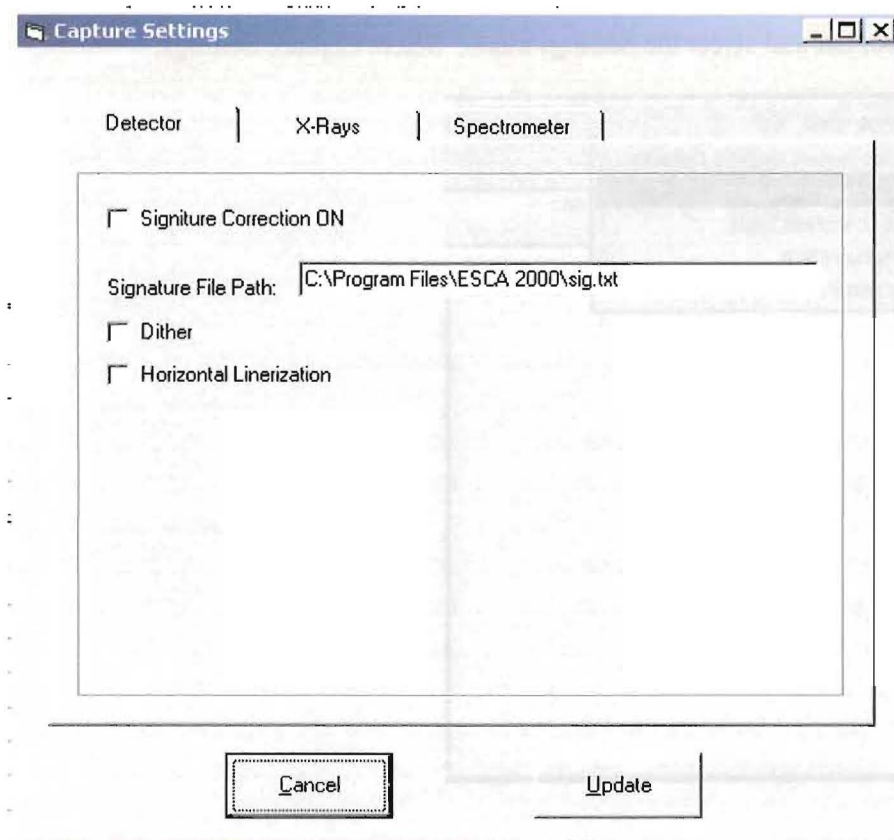 Capture Settings
Detector X-Rays Spectrometer
Signiture Correction ON
Signature File Path: C:\Program Files\ESCA 2000\sig.txt
Dither
Horizontal Linerization
Cancel Update